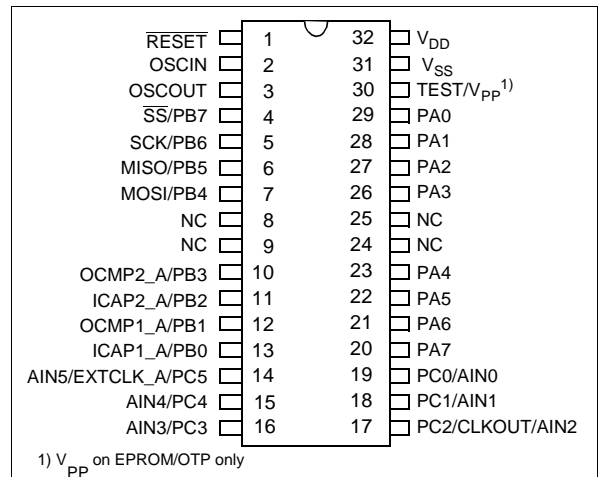 RESET 1 32 VDD
OSCIN 2 31 VSS
OSCOUT 3 30 TEST/VPP1)
SS/PB7 4 29 PA0
SCK/PB6 5 28 PA1
MISO/PB5 6 27 PA2
MOSI/PB4 7 26 PA3
NC 8 25 NC
NC 9 24 NC
OCMP2_A/PB3 10 23 PA4
ICAP2_A/PB2 11 22 PA5
OCMP1_A/PB1 12 21 PA6
ICAP1_A/PB0 13 20 PA7
AIN5/EXTCLK_A/PC5 14 19 PC0/AIN0
AIN4/PC4 15 18 PC1/AIN1
AIN3/PC3 16 17 PC2/CLKOUT/AIN2
1) VPP on EPROM/OTP only